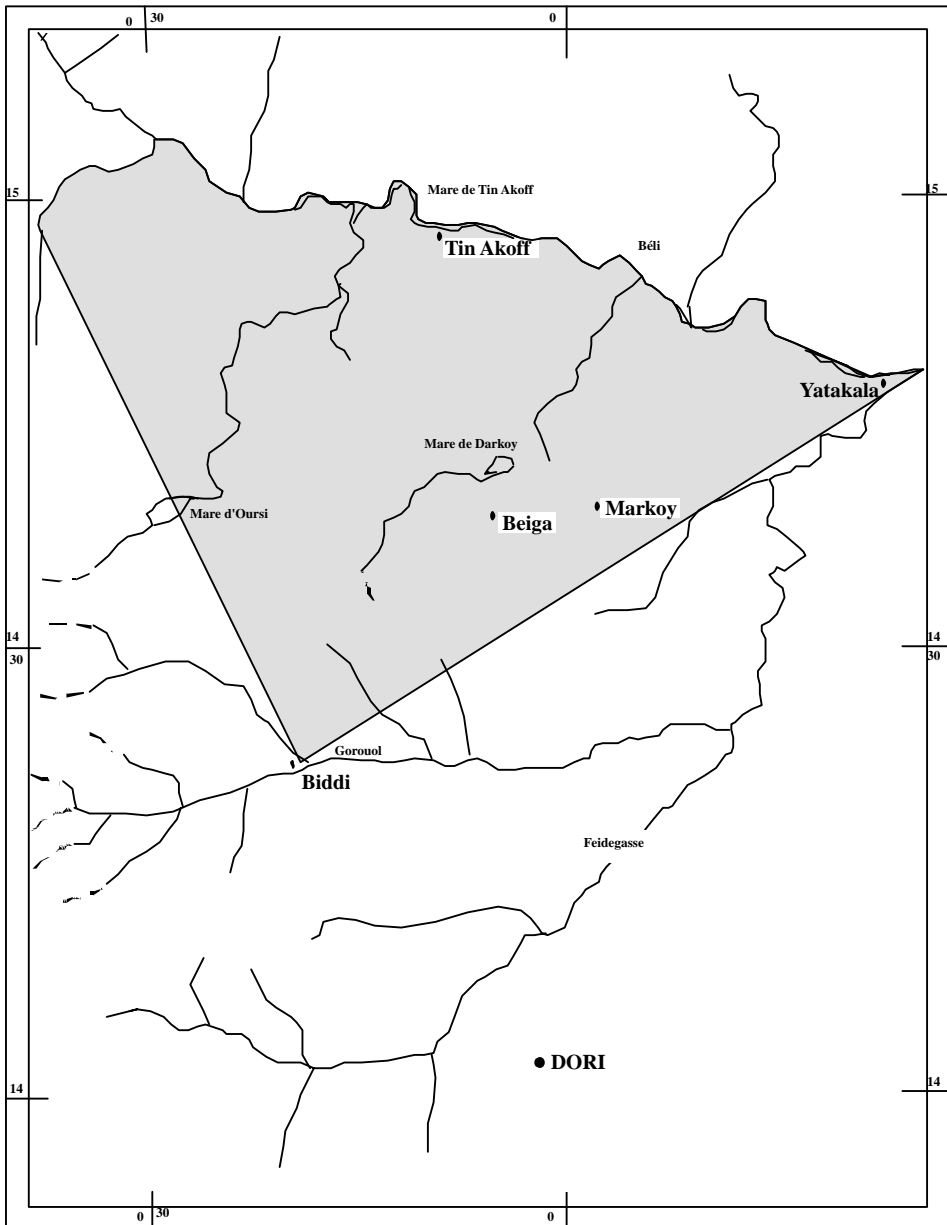 0 30
0
15
Mare de Tin Akoff
15
Tin Akoff
Béli
Yatakala
Mare de Darkoy
Mare d'Oursi
Beiga
Markoy
14
30
14
30
Gorouol
Biddi
Feidegasse
DORI
14
14
0 30
0